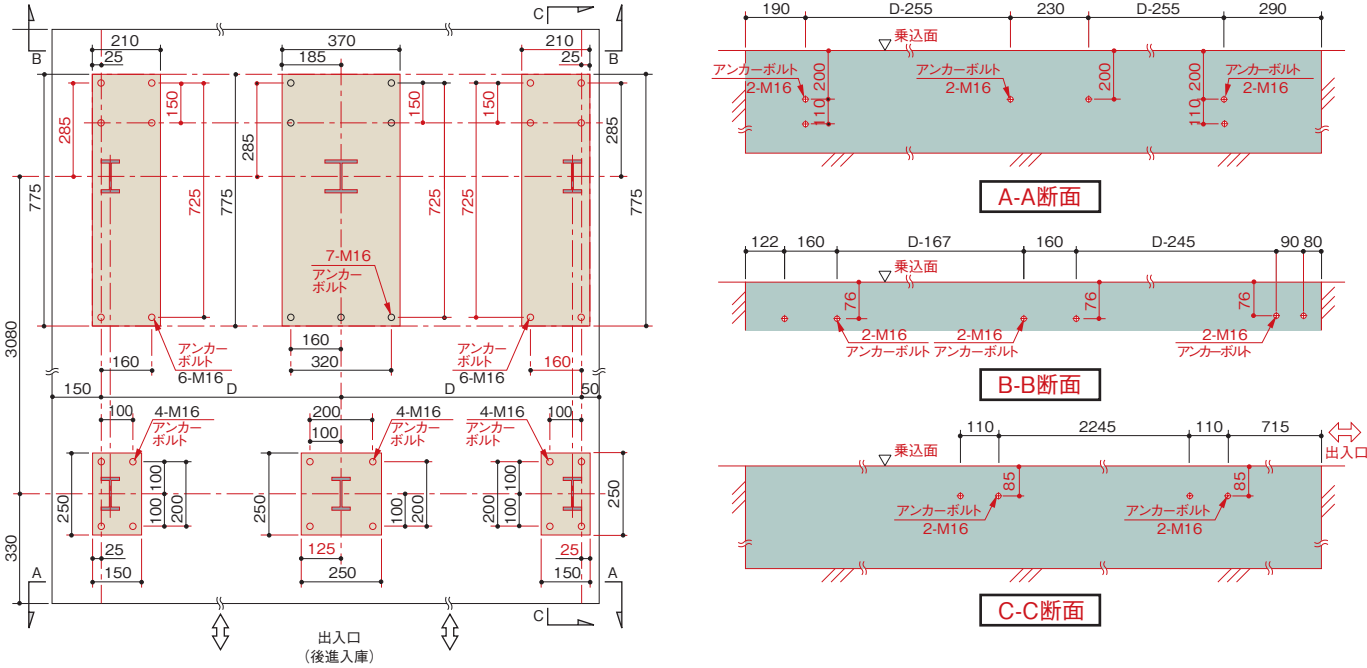 C
B
B
210
370
210
25
185
25
150
150
150
285
285
285
775
725
775
725
725
775
7-M16
アンカー
ボルト
3080
アンカー
ボルト
6-M16
160
160
320
アンカー
ボルト
6-M16
160
150
D
D
50
100
4-M16
アンカー
ボルト
200
100
4-M16
アンカー
ボルト
4-M16
アンカー
ボルト
100
250
100
100
200
250
100
100
200
200
100
100
250
330
25
150
125
250
25
150
A
A
C
出入口
（後進入庫）
190
D-255
230
D-255
290
乗込面
アンカーボルト
2-M16
200
110
アンカーボルト
2-M16
200
200
110
アンカーボルト
2-M16
A-A断面
122
160
D-167
160
D-245
90
80
乗込面
76
76
76
2-M16
アンカーボルト
2-M16
アンカーボルト
2-M16
アンカーボルト
B-B断面
110
2245
110
715
出入口
乗込面
85
85
アンカーボルト
2-M16
アンカーボルト
2-M16
C-C断面